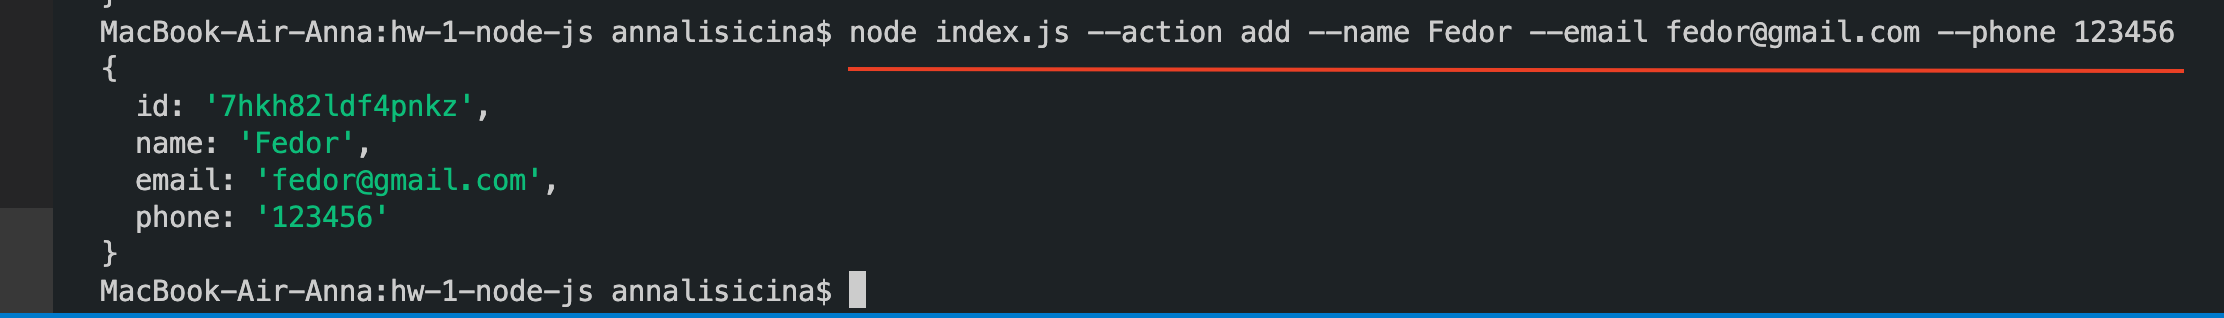 }
MacBook-Air-Anna:hw-1-node-js annalisicina$ node index.js --action add --name Fedor --email fedor@gmail.com --phone 123456
{
  id: '7hkh82ldf4pnkz',
  name: 'Fedor',
  email: 'fedor@gmail.com',
  phone: '123456'
}
MacBook-Air-Anna:hw-1-node-js annalisicina$